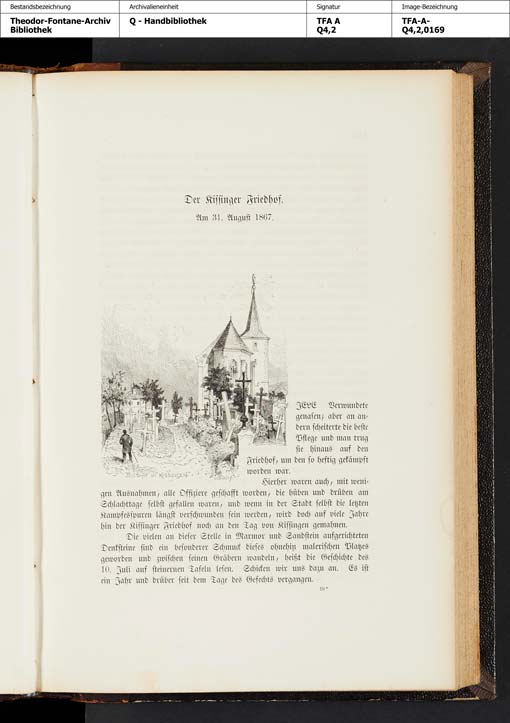 Bestandsbezeichnung
Theodor-Fontane-Archiv
Bibliothek
Archivalieneinheit
Q - Handbibliothek
Signatur
TFA A
Q4,2
Image-Bezeichnung
TFA-A-
Q4,2,0169
Der Kissinger Friedhof.
Am 31. August 1867.
Verwundete
genasen; aber an an-
dern scheiterte die beste
Pflege und man trug
sie hinaus auf den
Friedhof, um den so heftig gekämpft
worden war.
Hierher waren auch, mit weni-
gen Ausnahmen, alle Offiziere geschafft worden, die hüben und drüben am
Schlachttage selbst gefallen waren, und wenn in der Stadt selbst die letzten
Kampfesspuren längst verschwunden sein werden, wird doch auf viele Jahre
hin der Kissinger Friedhof noch an den Tag von Kissingen gemahnen.
Die vielen an dieser Stelle in Marmor und Sandstein aufgerichteten
Denksteine sind ein besonderer Schmuck dieses ohnehin malerischen Platzes
geworden und zwischen seinen Gräbern wandeln, heißt die Geschichte des
10. Juli auf steinernen Tafeln lesen. Schicken wir uns dazu an. Es ist
ein Jahr und drüber seit dem Tage des Gefechts vergangen.